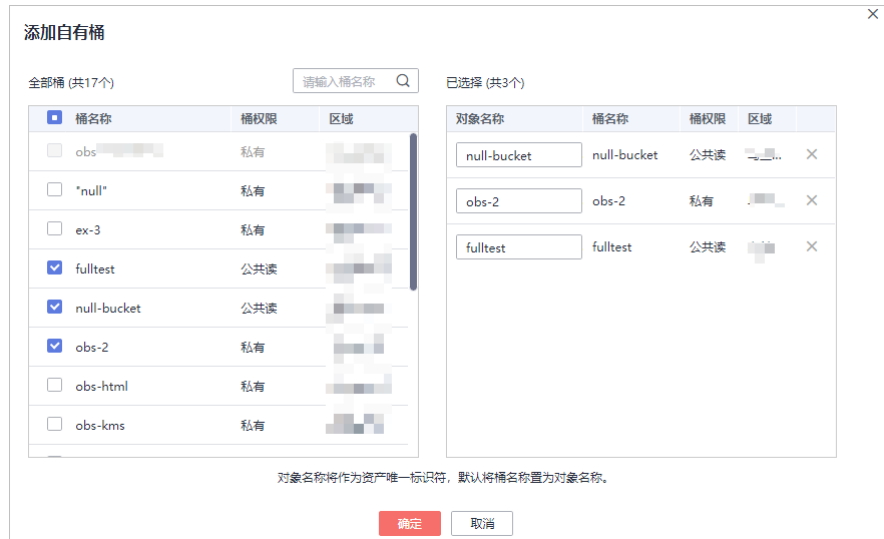 添加自有桶
全部桶 (共17个)
请输入桶名称
桶名称 桶权限 区域
obs 私有
"null" 私有
ex-3 私有
fulltest 公共读
null-bucket 公共读
obs-2 私有
obs-html 私有
obs-kms 私有
已选择 (共3个)
对象名称 桶名称 桶权限 区域
null-bucket null-bucket 公共读
obs-2 obs-2 私有
fulltest fulltest 公共读
对象名称将作为资产唯一标识符，默认将桶名称置为对象名称。
确定 取消